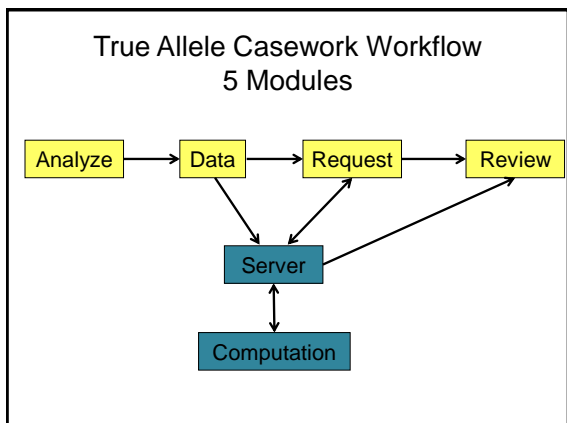 True Allele Casework Workflow
5 Modules
Analyze
Data
Request
Review
Server
Computation